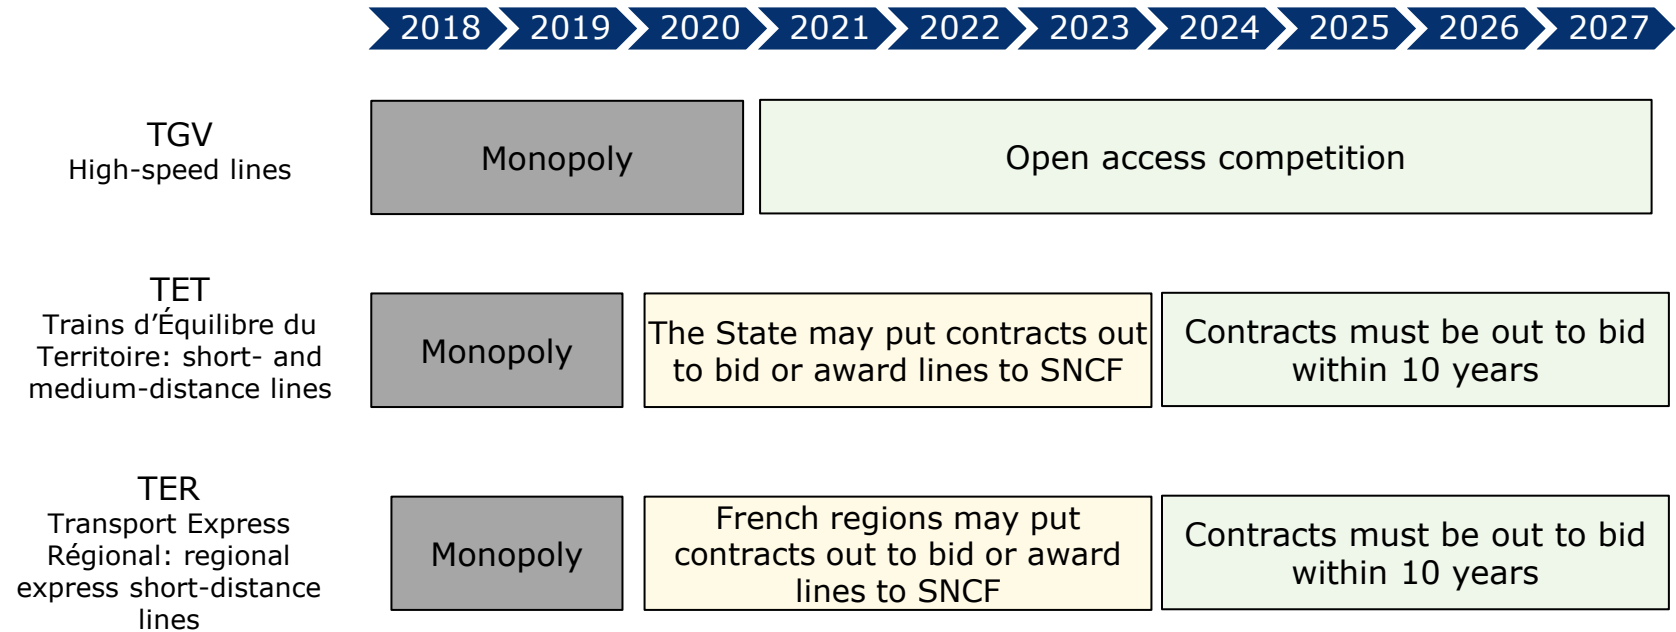 2018 2019 2020 2021 2022 2023 2024 2025 2026 2027
TGV
High-speed lines
Monopoly
Open access competition
TET
Trains d’Équilibre du
Territoire: short- and
medium-distance lines
Monopoly
The State may put contracts out
to bid or award lines to SNCF
Contracts must be out to bid
within 10 years
TER
Transport Express
Régional: regional
express short-distance
lines
Monopoly
French regions may put
contracts out to bid or award
lines to SNCF
Contracts must be out to bid
within 10 years